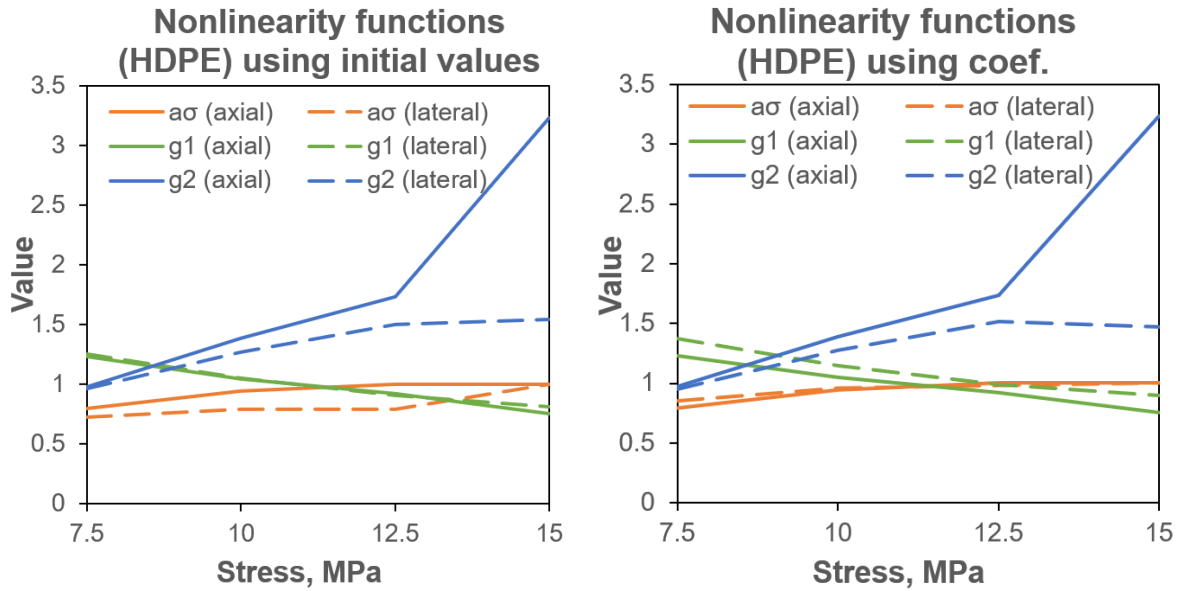 Nonlinearity functions
(HDPE) using initial values
3.5
3
2.5
2
1.5
1
0.5
0
Value
aσ (axial)
aσ (lateral)
g1 (axial)
g1 (lateral)
g2 (axial)
g2 (lateral)
7.5
10
12.5
15
Stress, MPa
Nonlinearity functions
(HDPE) using coef.
3.5
3
2.5
2
1.5
1
0.5
0
Value
aσ (axial)
aσ (lateral)
g1 (axial)
g1 (lateral)
g2 (axial)
g2 (lateral)
7.5
10
12.5
15
Stress, MPa